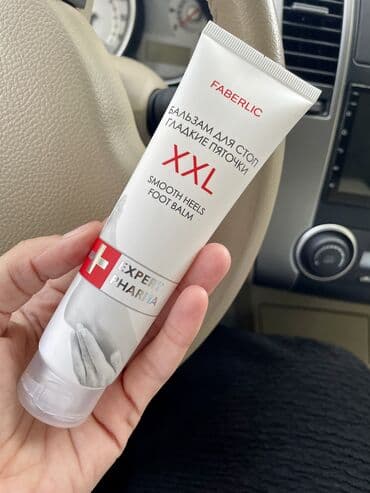 FABERLIC
БАЛЬЗАМ ДЛЯ СТОП
ГЛАДКИЕ ПЯТОЧКИ
XXL
SMOOTH HEELS
FOOT BALM
EXPERT
PHARMA